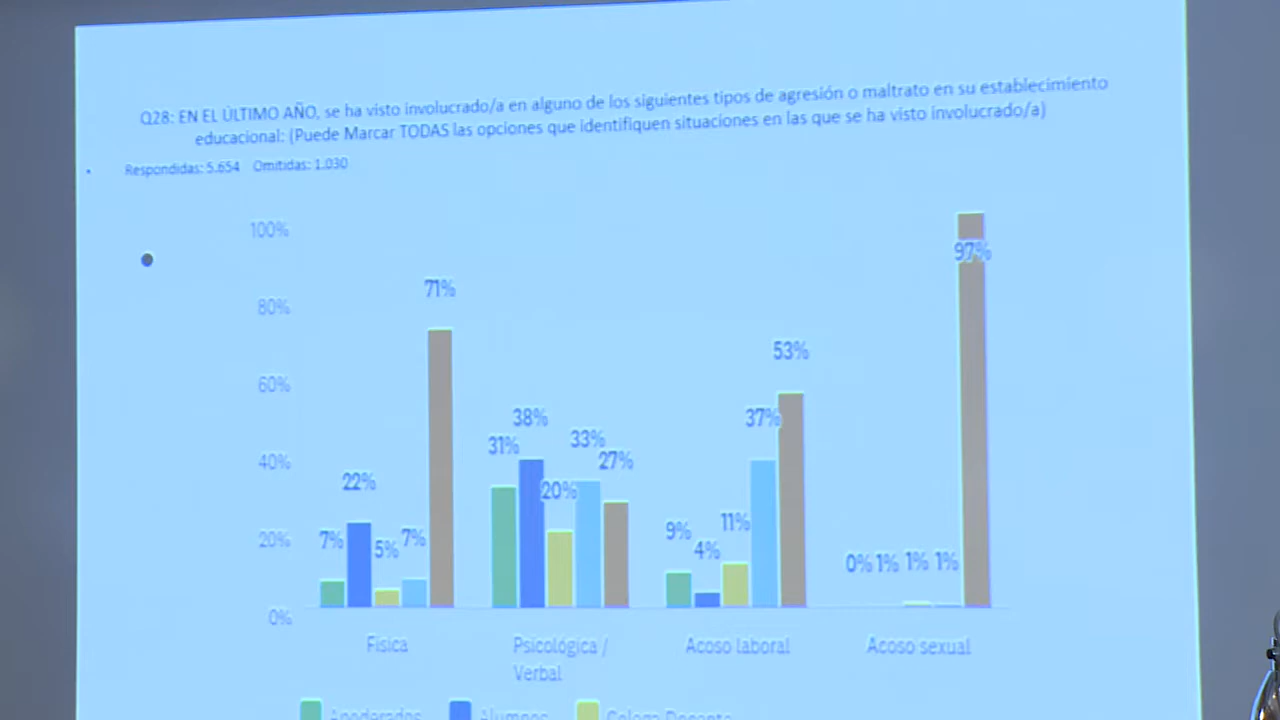 Q28: EN EL ÚLTIMO AÑO, se ha visto involucrado/a en alguno de los siguientes tipos de agresión o maltrato en su establecimiento
educacional: (Puede Marcar TODAS las opciones que identifiquen situaciones en las que se ha visto involucrado/a)
Respondidas: 5.654 Omitidas: 1.030
100%
80%
60%
40%
20%
0%
7% 22% 5% 7% 71%
31% 38% 20% 33% 27%
9% 4% 11% 37% 53%
0% 1% 1% 1% 97%
Física
Psicológica /
Verbal
Acoso laboral
Acoso sexual
Apoderados Alumnos Colega Docente